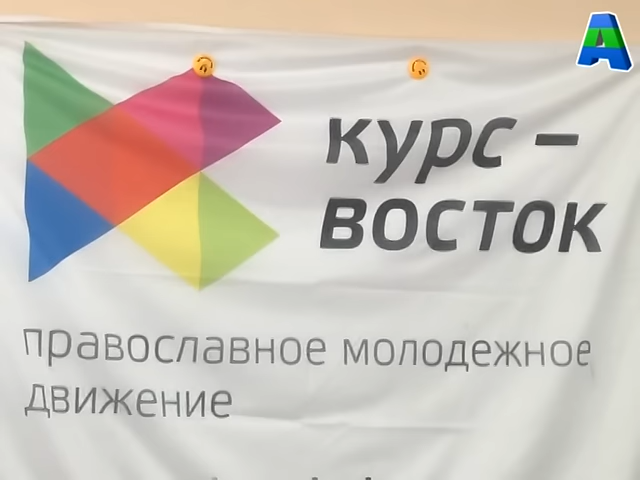 курс –
восток
православное молодежное
движение
A